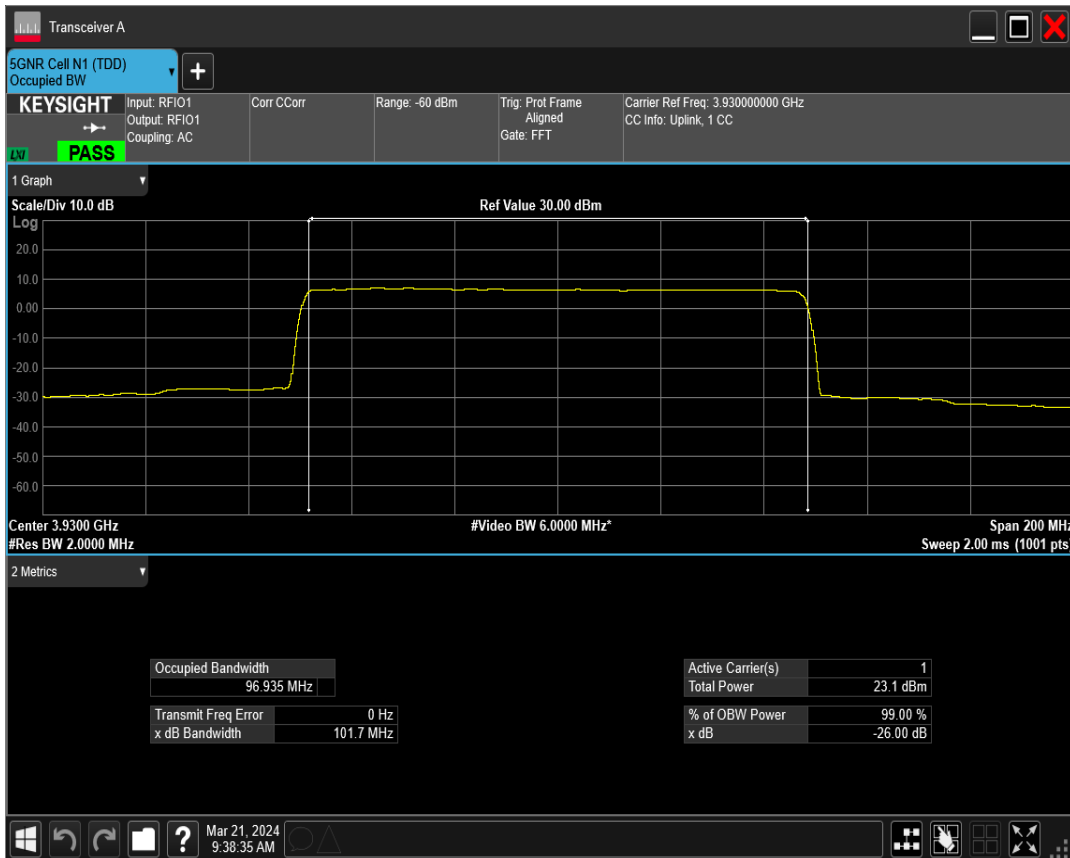 Transceiver A
5GNR Cell N1 (TDD)
Occupied BW
+
KEYSIGHT
LXI
PASS
Input: RFIO1
Output: RFIO1
Coupling: AC
Corr CCorr
Range: -60 dBm
Trig: Prot Frame
Aligned
Gate: FFT
Carrier Ref Freq: 3.930000000 GHz
CC Info: Uplink, 1 CC
1 Graph
Scale/Div 10.0 dB
Ref Value 30.00 dBm
Log
20.0
10.0
0.00
-10.0
-20.0
-30.0
-40.0
-50.0
-60.0
Center 3.9300 GHz
#Video BW 6.0000 MHz*
Span 200 MHz
#Res BW 2.0000 MHz
Sweep 2.00 ms (1001 pts)
2 Metrics
Occupied Bandwidth
96.935 MHz
Transmit Freq Error 0 Hz
x dB Bandwidth 101.7 MHz
Active Carrier(s) 1
Total Power 23.1 dBm
% of OBW Power 99.00 %
x dB -26.00 dB
?
Mar 21, 2024
9:38:35 AM